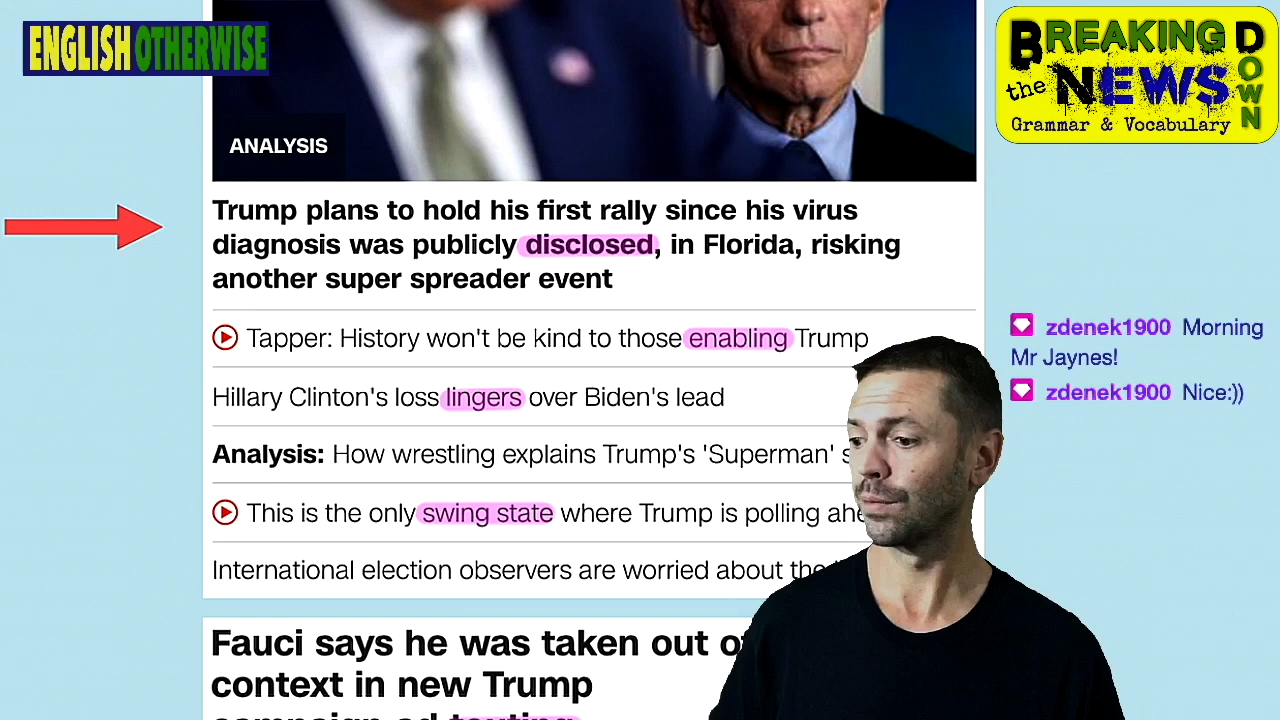 ENGLISH OTHERWISE
BREAKING DOWN
the NEWS
Grammar & Vocabulary
ANALYSIS
Trump plans to hold his first rally since his virus
diagnosis was publicly disclosed, in Florida, risking
another super spreader event
Tapper: History won't be kind to those enabling Trump
Hillary Clinton's loss lingers over Biden's lead
Analysis: How wrestling explains Trump's 'Superman'
This is the only swing state where Trump is polling
International election observers are worried about
zdenek1900 Morning
Mr Jaynes!
zdenek1900 Nice:))
Fauci says he was taken out
context in new Trump